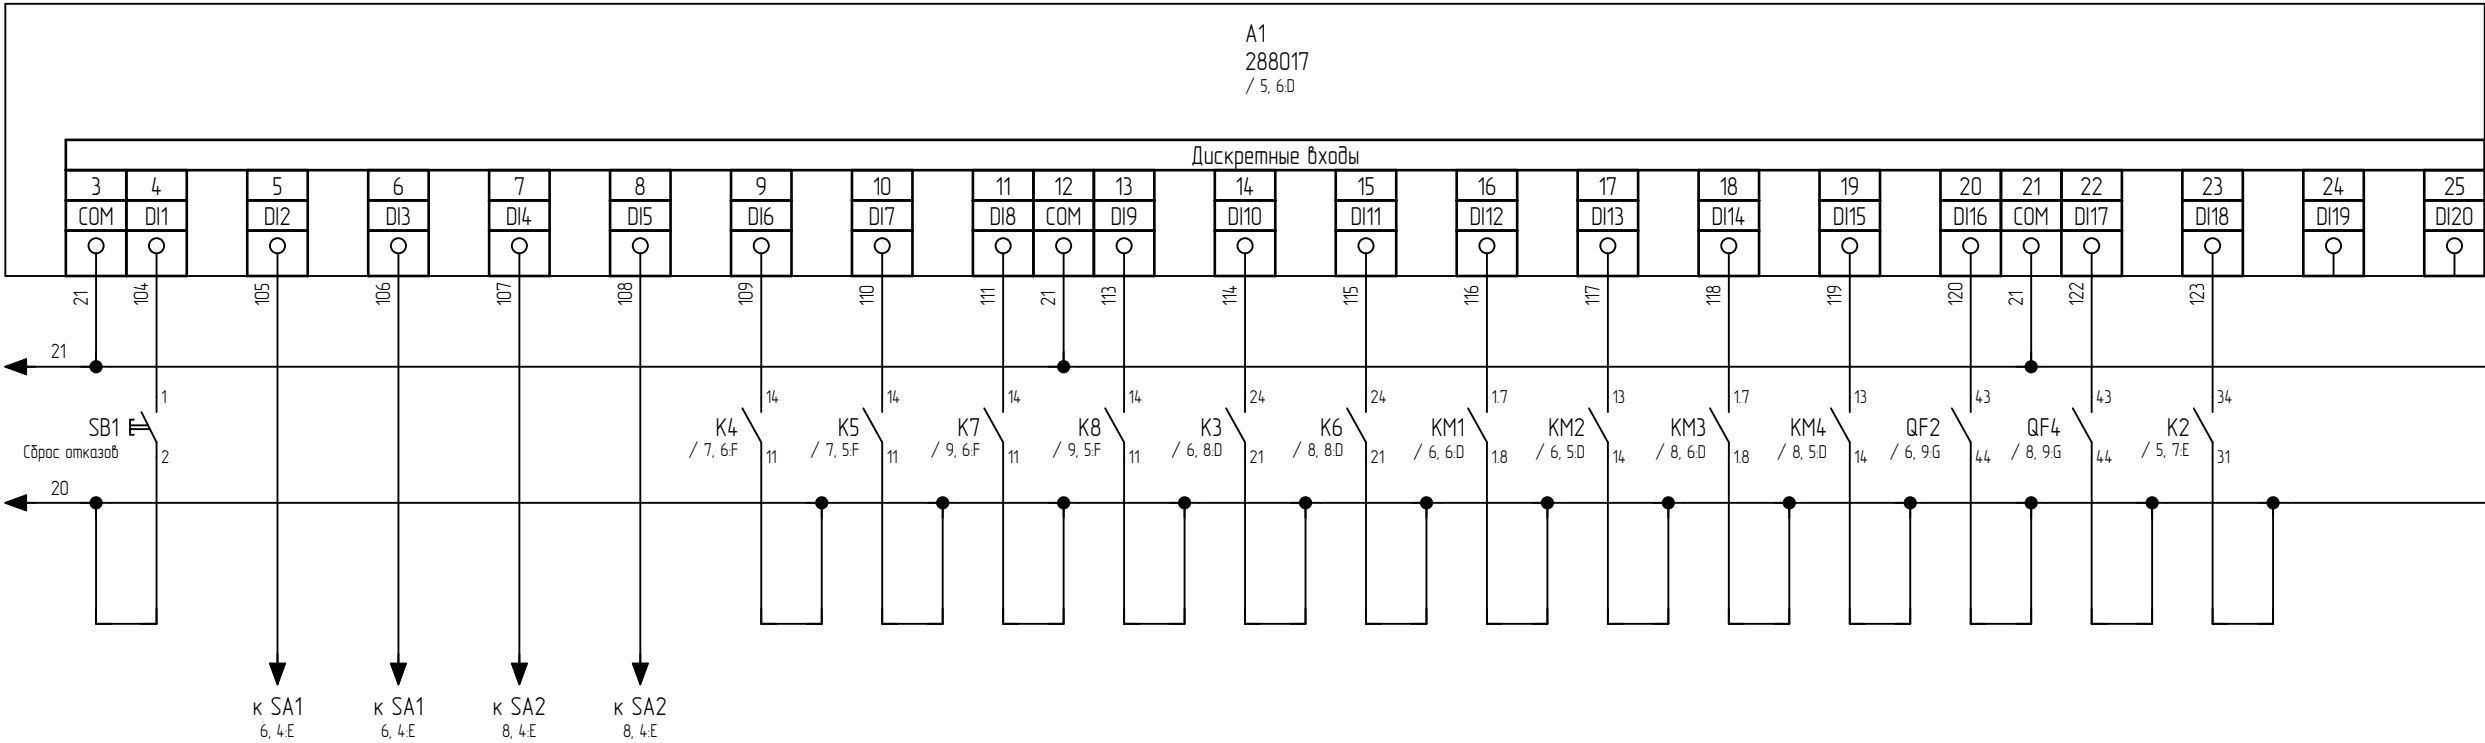 A1
288017
/ 5, 6:D
Дискретные входы
3 4 5 6 7 8 9 10 11 12 13 14 15 16 17 18 19 20 21 22 23 24 25
COM DI1 DI2 DI3 DI4 DI5 DI6 DI7 DI8 COM DI9 DI10 DI11 DI12 DI13 DI14 DI15 DI16 COM DI17 DI18 DI19 DI20
21 104 105 106 107 108 109 110 111 21 113 114 115 116 117 118 119 120 21 122 123
21
1 14 14 14 14 24 24 1.7 13 1.7 13 43 43 34
SB1 K4 K5 K7 K8 K3 K6 KM1 KM2 KM3 KM4 QF2 QF4 K2
Сброс отказов / 7, 6:F / 7, 5:F / 9, 6:F / 9, 5:F / 6, 8:D / 8, 8:D / 6, 6:D / 6, 5:D / 8, 6:D / 8, 5:D / 6, 9:G / 8, 9:G / 5, 7:E
2 11 11 11 11 21 21 1.8 14 1.8 14 44 44 31
20
к SA1 к SA1 к SA2 к SA2
6, 4:E 6, 4:E 8, 4:E 8, 4:E